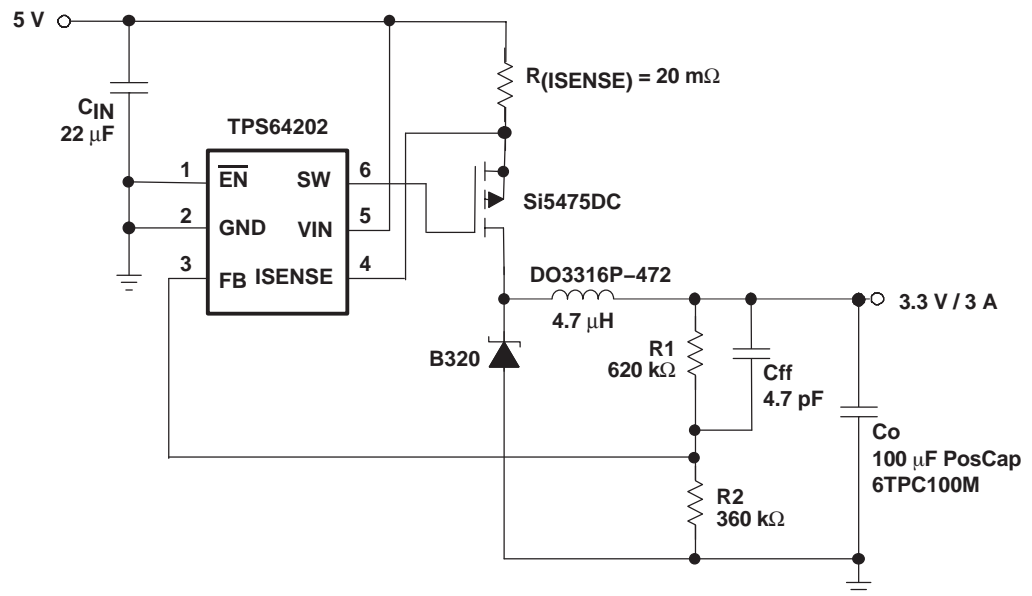 5 V
R(ISENSE) = 20 mΩ
CIN
22 μF
TPS64202
1
E̅N̅
SW
6
Si5475DC
2
GND
VIN
5
3
FB
ISENSE
4
DO3316P−472
4.7 μH
3.3 V / 3 A
B320
R1
620 kΩ
Cff
4.7 pF
Co
100 μF PosCap
6TPC100M
R2
360 kΩ